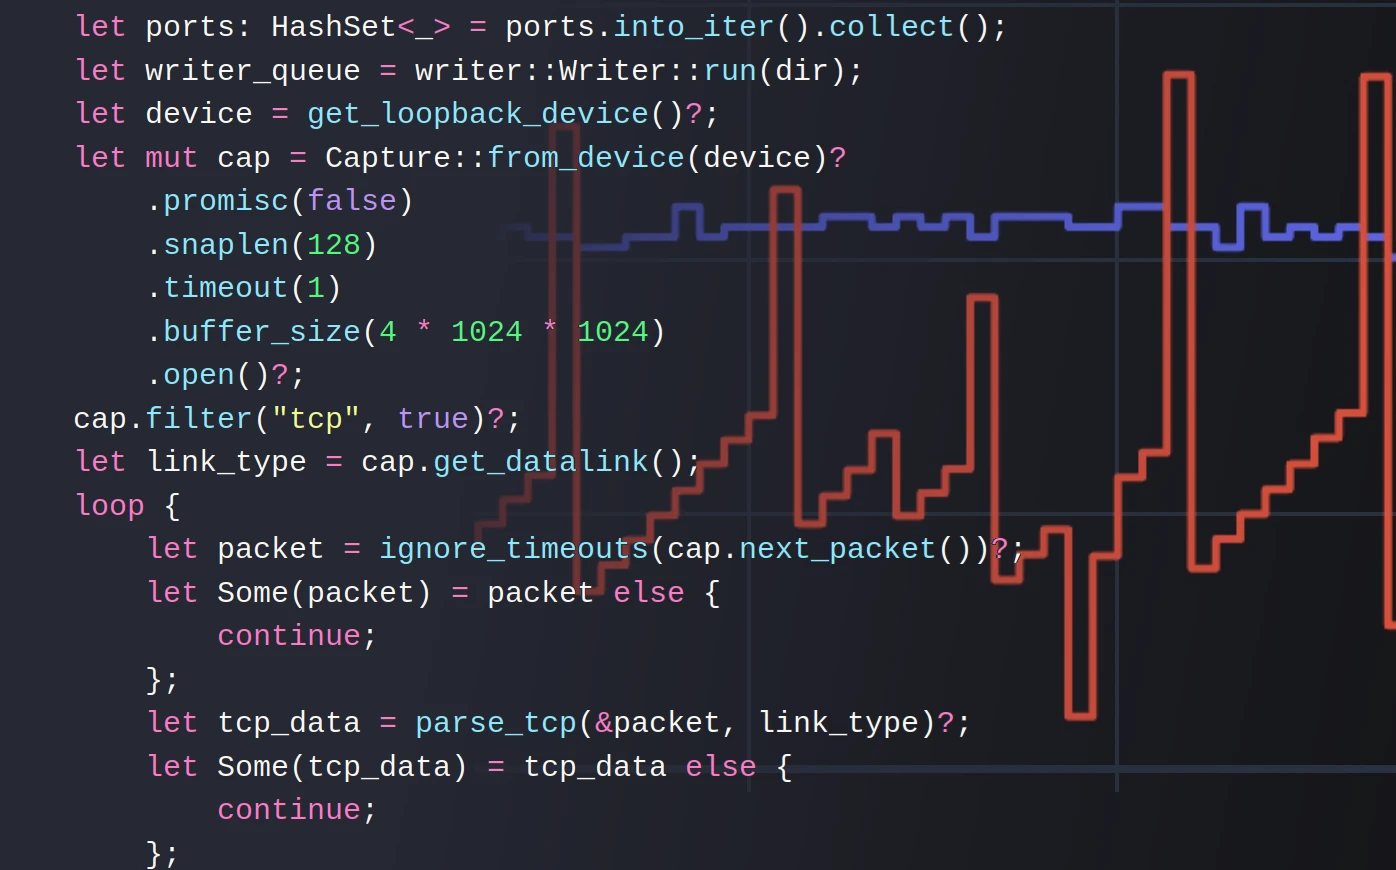 let ports: HashSet<_> = ports.into_iter().collect();
let writer_queue = writer::Writer::run(dir);
let device = get_loopback_device()?;
let mut cap = Capture::from_device(device)?
    .promisc(false)
    .snaplen(128)
    .timeout(1)
    .buffer_size(4 * 1024 * 1024)
    .open()?;
cap.filter("tcp", true)?;
let link_type = cap.get_datalink();
loop {
    let packet = ignore_timeouts(cap.next_packet())?;
    let Some(packet) = packet else {
        continue;
    };
    let tcp_data = parse_tcp(&packet, link_type)?;
    let Some(tcp_data) = tcp_data else {
        continue;
    };